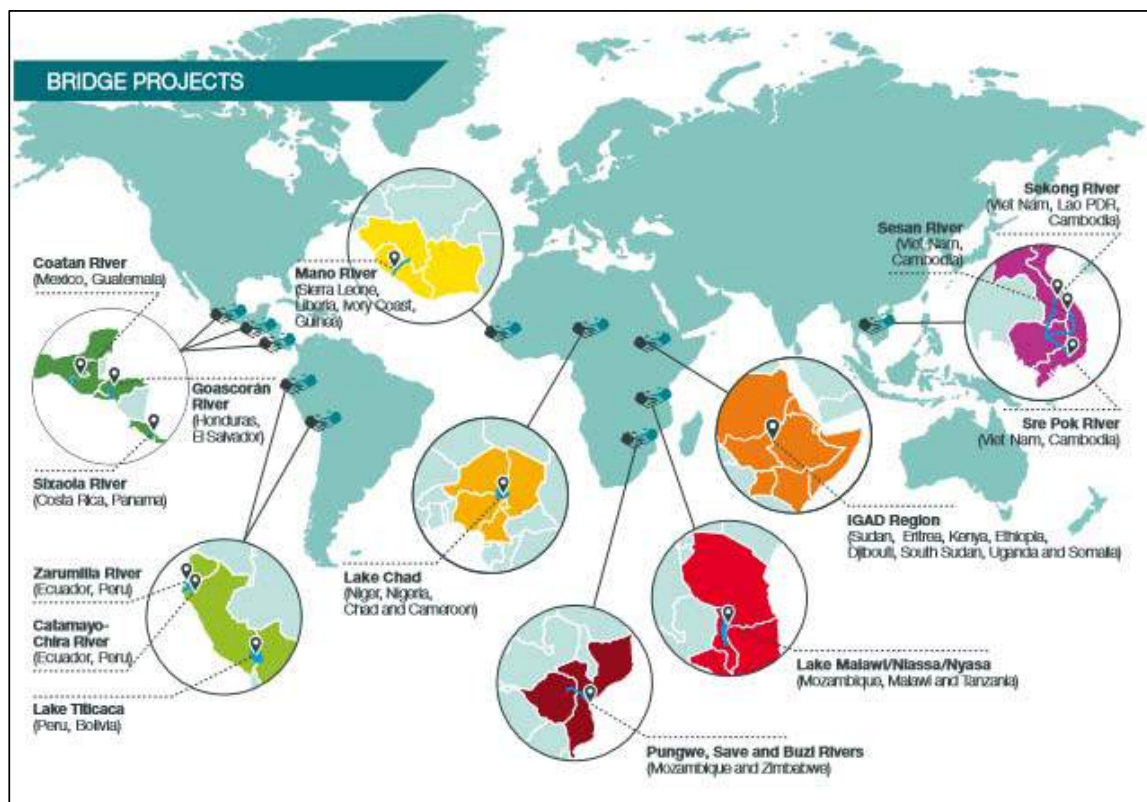 BRIDGE PROJECTS
Coatan River
(Mexico, Guatemala)
Goascorán
River
(Honduras,
El Salvador)
Sixaola River
(Costa Rica, Panama)
Zarumilla River
(Ecuador, Peru)
Catamayo-
Chira River
(Ecuador, Peru)
Lake Titicaca
(Peru, Bolivia)
Mano River
(Sierra Leone,
Liberia, Ivory Coast,
Guinea)
Lake Chad
(Niger, Nigeria,
Chad and Cameroon)
Pungwe, Save and Buzi Rivers
(Mozambique and Zimbabwe)
Lake Malawi/Niassa/Nyasa
(Mozambique, Malawi and Tanzania)
IGAD Region
(Sudan, Eritrea, Kenya, Ethiopia,
Djibouti, South Sudan, Uganda and Somalia)
Sekong River
(Viet Nam, Lao PDR,
Cambodia)
Sesan River
(Viet Nam,
Cambodia)
Sre Pok River
(Viet Nam, Cambodia)